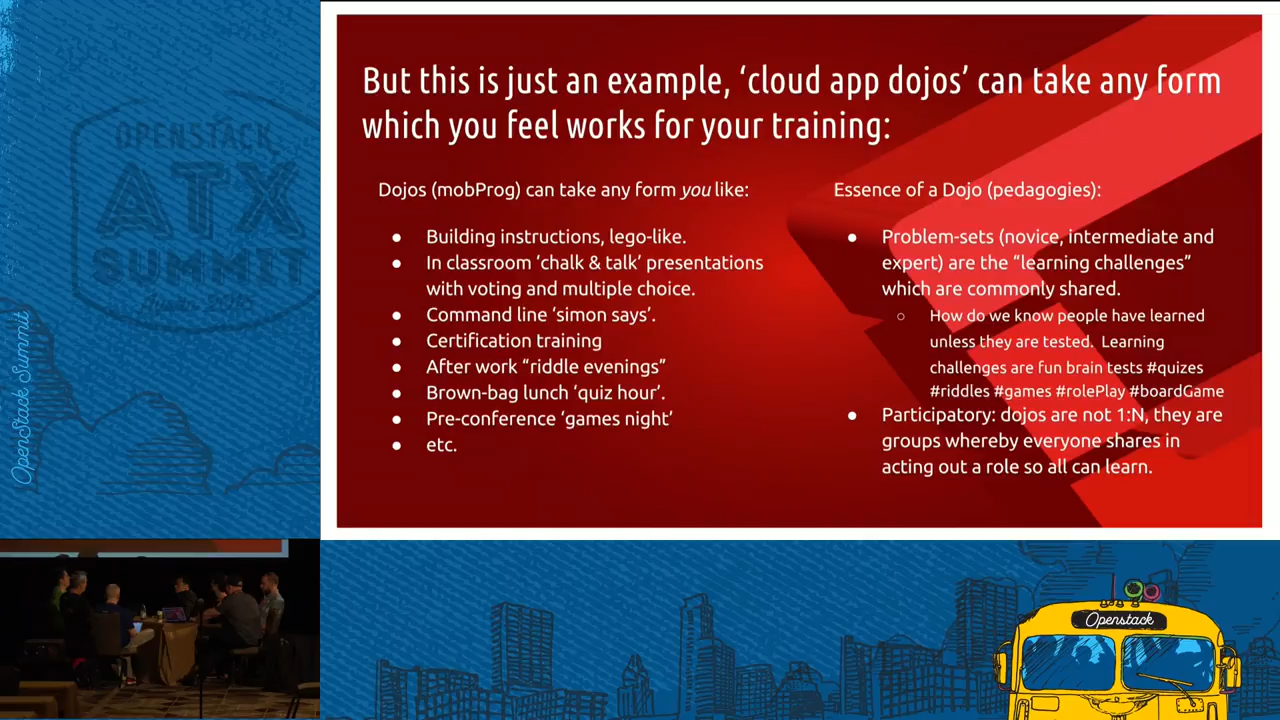 But this is just an example, ‘cloud app dojos’ can take any form
which you feel works for your training:
Dojos (mobProg) can take any form you like:
● Building instructions, lego-like.
● In classroom ‘chalk & talk’ presentations
with voting and multiple choice.
● Command line ‘simon says’.
● Certification training
● After work “riddle evenings”
● Brown-bag lunch ‘quiz hour’.
● Pre-conference ‘games night’
● etc.
Essence of a Dojo (pedagogies):
● Problem-sets (novice, intermediate and
expert) are the “learning challenges”
which are commonly shared.
○ How do we know people have learned
unless they are tested. Learning
challenges are fun brain tests #quizes
#riddles #games #rolePlay #boardGame
● Participatory: dojos are not 1:N, they are
groups whereby everyone shares in
acting out a role so all can learn.
OPENSTACK
ATX
SUMMIT
OpenStack Summit
Openstack